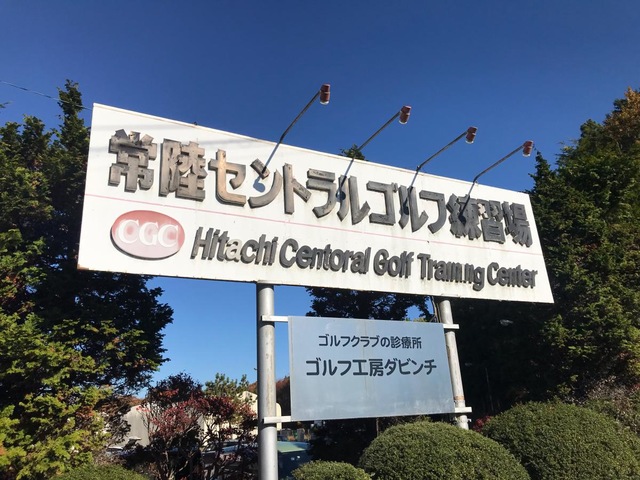 常陸セントラルゴルフ練習場
CGC
Hitachi Centoral Golf Traming Center
ゴルフクラブの診療所
ゴルフ工房ダビンチ